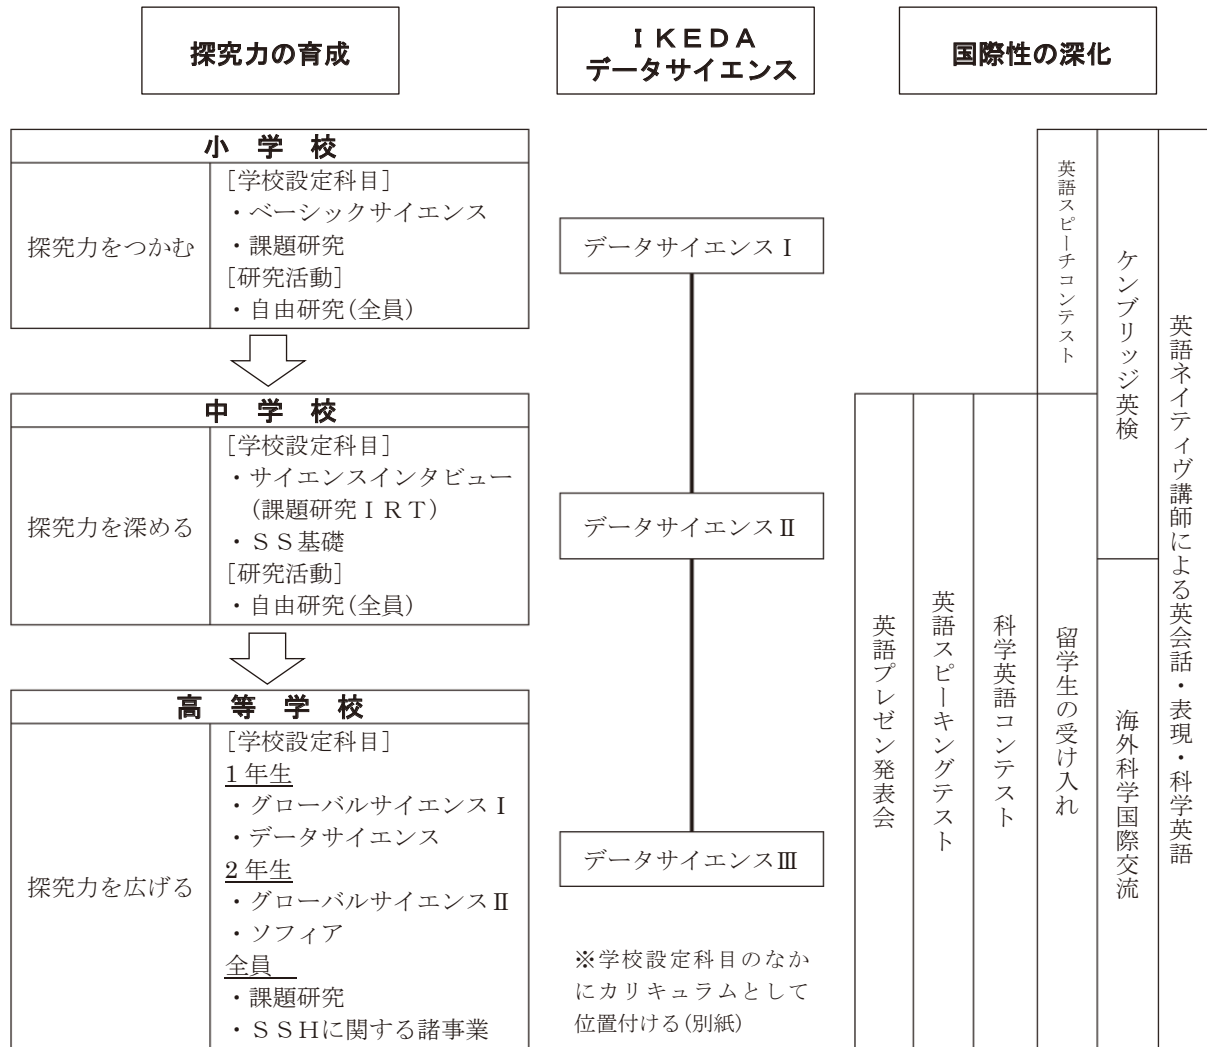 探究力の育成
ＩＫＥＤＡ
データサイエンス
国際性の深化
小　学　校
探究力をつかむ
［学校設定科目］
・ベーシックサイエンス
・課題研究
［研究活動］
・自由研究(全員)
中　学　校
探究力を深める
［学校設定科目］
・サイエンスインタビュー
(課題研究ＩＲＴ)
・ＳＳ基礎
［研究活動］
・自由研究(全員)
高　等　学　校
探究力を広げる
［学校設定科目］
1 年生
・グローバルサイエンスⅠ
・データサイエンス
2 年生
・グローバルサイエンスⅡ
・ソフィア
全員
・課題研究
・ＳＳＨに関する諸事業
データサイエンスⅠ
データサイエンスⅡ
データサイエンスⅢ
※学校設定科目のなか
にカリキュラムとして
位置付ける(別紙)
英語ネイティヴ講師による英会話・表現・科学英語
ケンブリッジ英検
海外科学国際交流
英語スピーチコンテスト
留学生の受け入れ
科学英語コンテスト
英語スピーキングテスト
英語プレゼン発表会